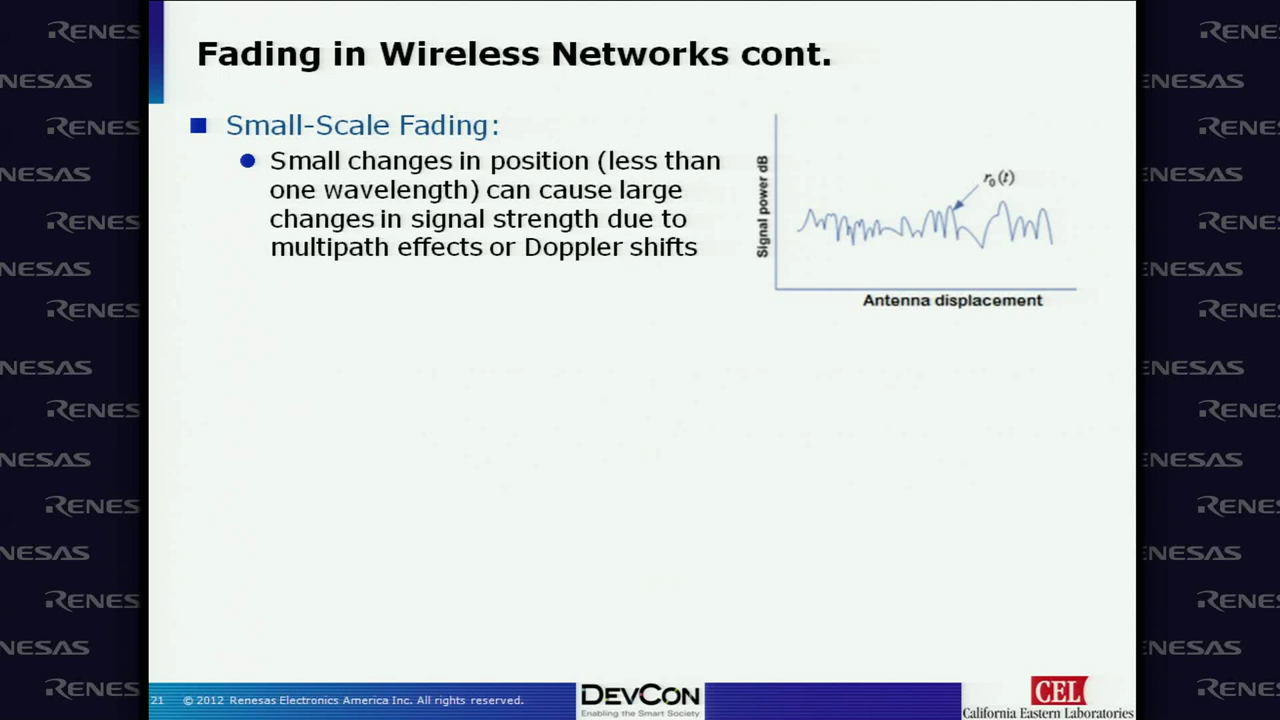 Fading in Wireless Networks cont.
Small-Scale Fading:
Small changes in position (less than
one wavelength) can cause large
changes in signal strength due to
multipath effects or Doppler shifts
Signal power dB
r0(t)
Antenna displacement
21 © 2012 Renesas Electronics America Inc. All rights reserved.
DEVCON
Enabling the Smart Society
CEL
California Eastern Laboratories
RENESAS